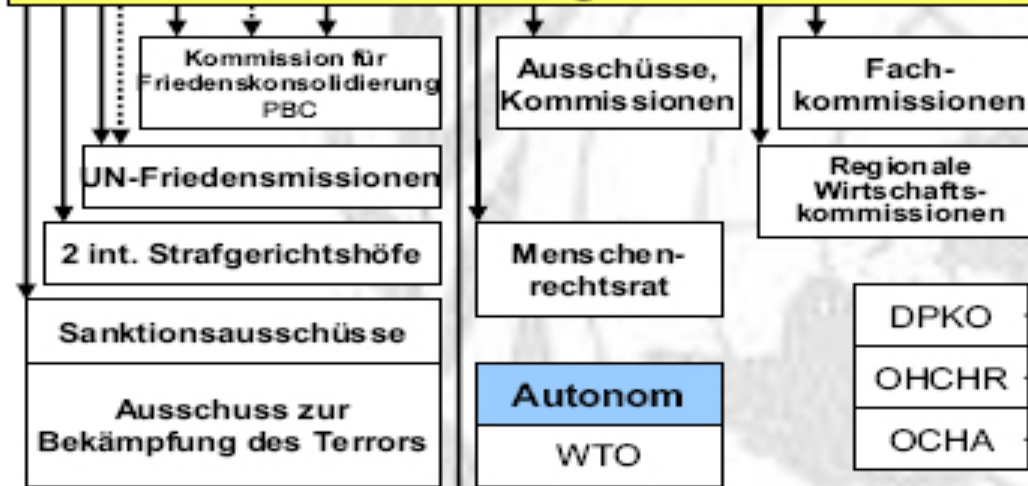 Kommission für
Friedenskonsolidierung
PBC
Ausschüsse,
Kommissionen
Fach-
kommissionen
UN-Friedensmissionen
Regionale
Wirtschafts-
kommissionen
2 int. Strafgerichtshöfe
Menschen-
rechtsrat
Sanktionsausschüsse
Ausschuss zur
Bekämpfung des Terrors
Autonom
WTO
DPKO
OHCHR
OCHA